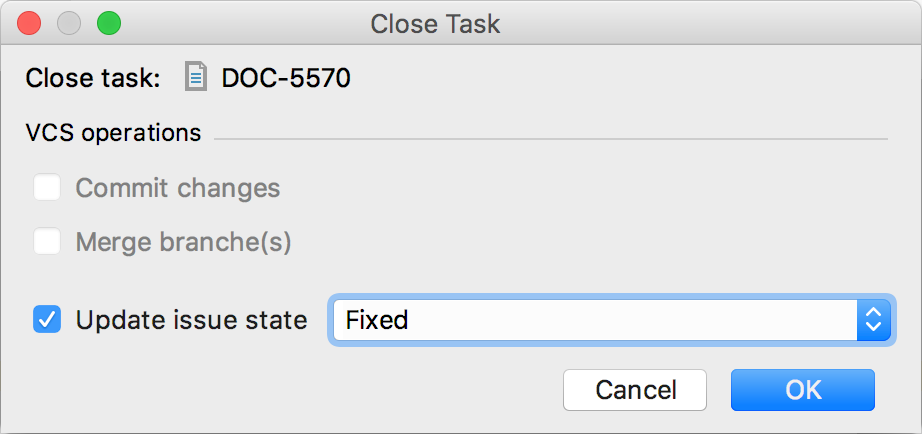 Close Task
Close task: DOC-5570
VCS operations
Commit changes
Merge branche(s)
Update issue state Fixed
Cancel OK